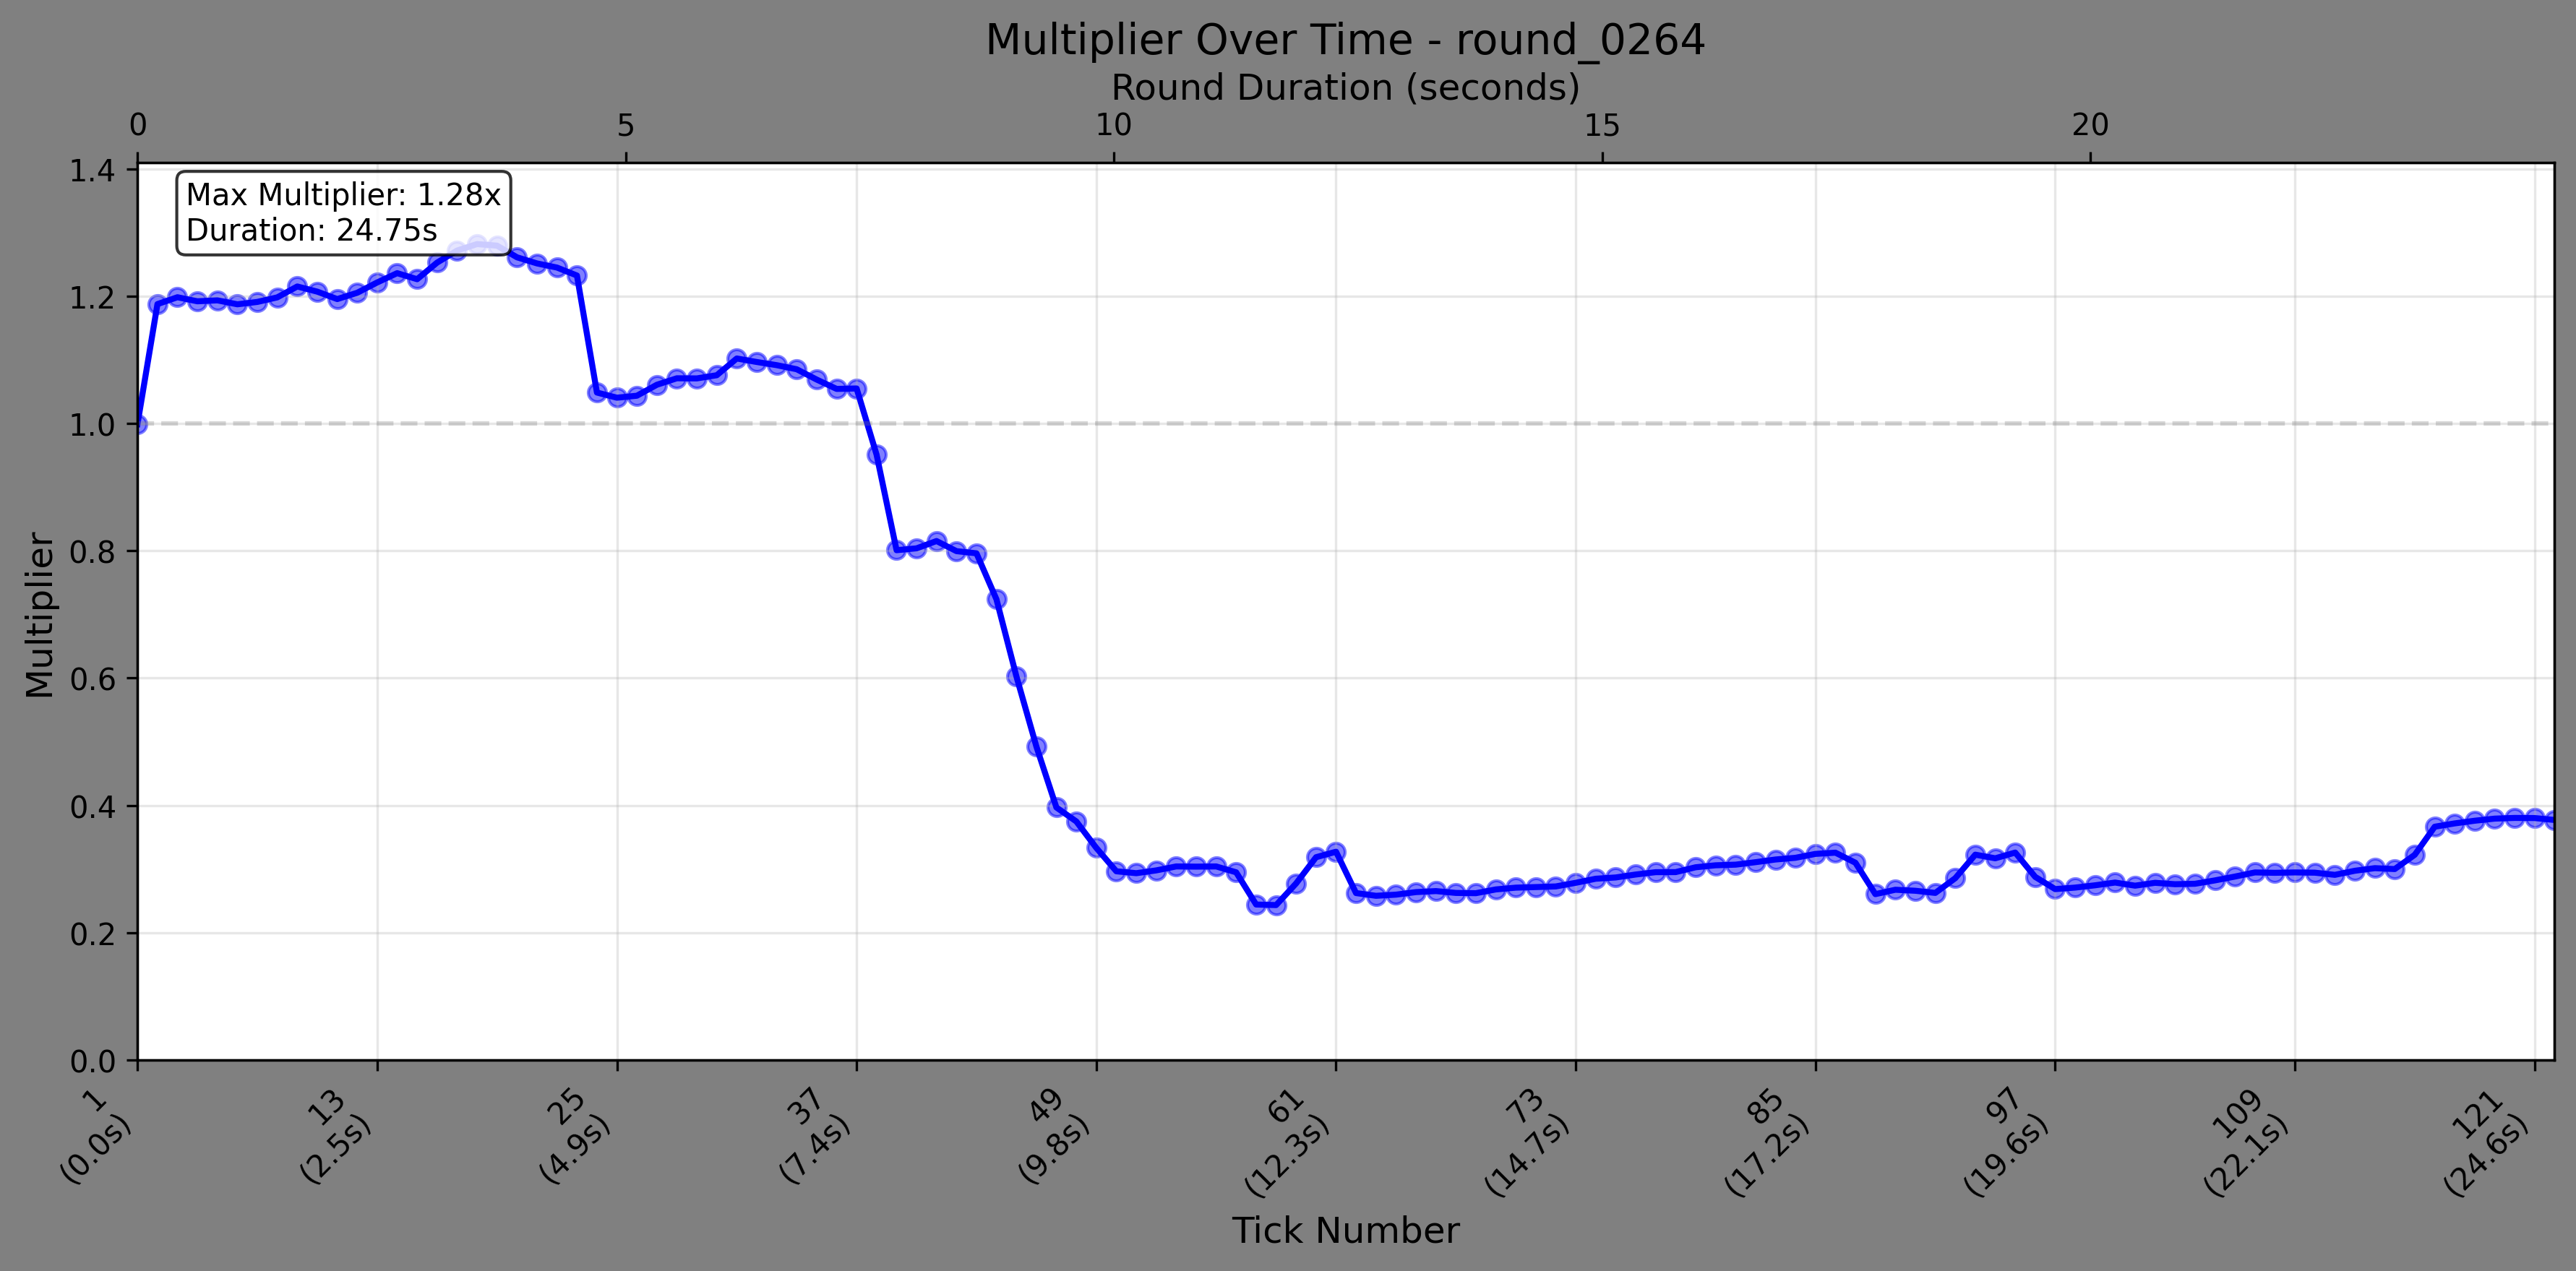 Multiplier Over Time - round_0264
Round Duration (seconds)
0 5 10 15 20
Max Multiplier: 1.28x
Duration: 24.75s
1.4
1.2
1.0
0.8
0.6
0.4
0.2
0.0
Multiplier
1
(0.0s)
13
(2.5s)
25
(4.9s)
37
(7.4s)
49
(9.8s)
61
(12.3s)
73
(14.7s)
85
(17.2s)
97
(19.6s)
109
(22.1s)
121
(24.6s)
Tick Number